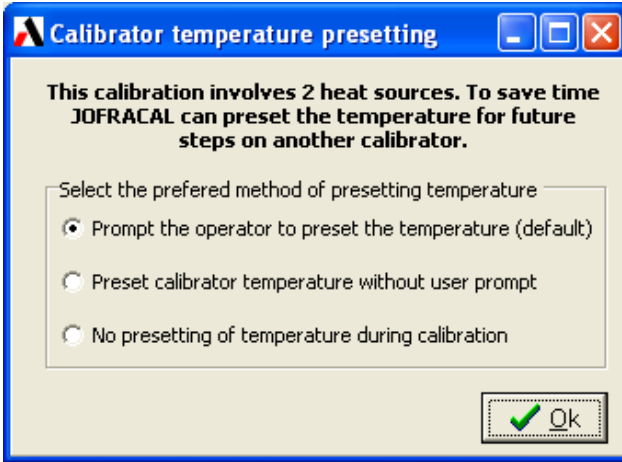 Calibrator temperature presetting
This calibration involves 2 heat sources. To save time
JOFRACAL can preset the temperature for future
steps on another calibrator.
Select the prefered method of presetting temperature
Prompt the operator to preset the temperature (default)
Preset calibrator temperature without user prompt
No presetting of temperature during calibration
Ok